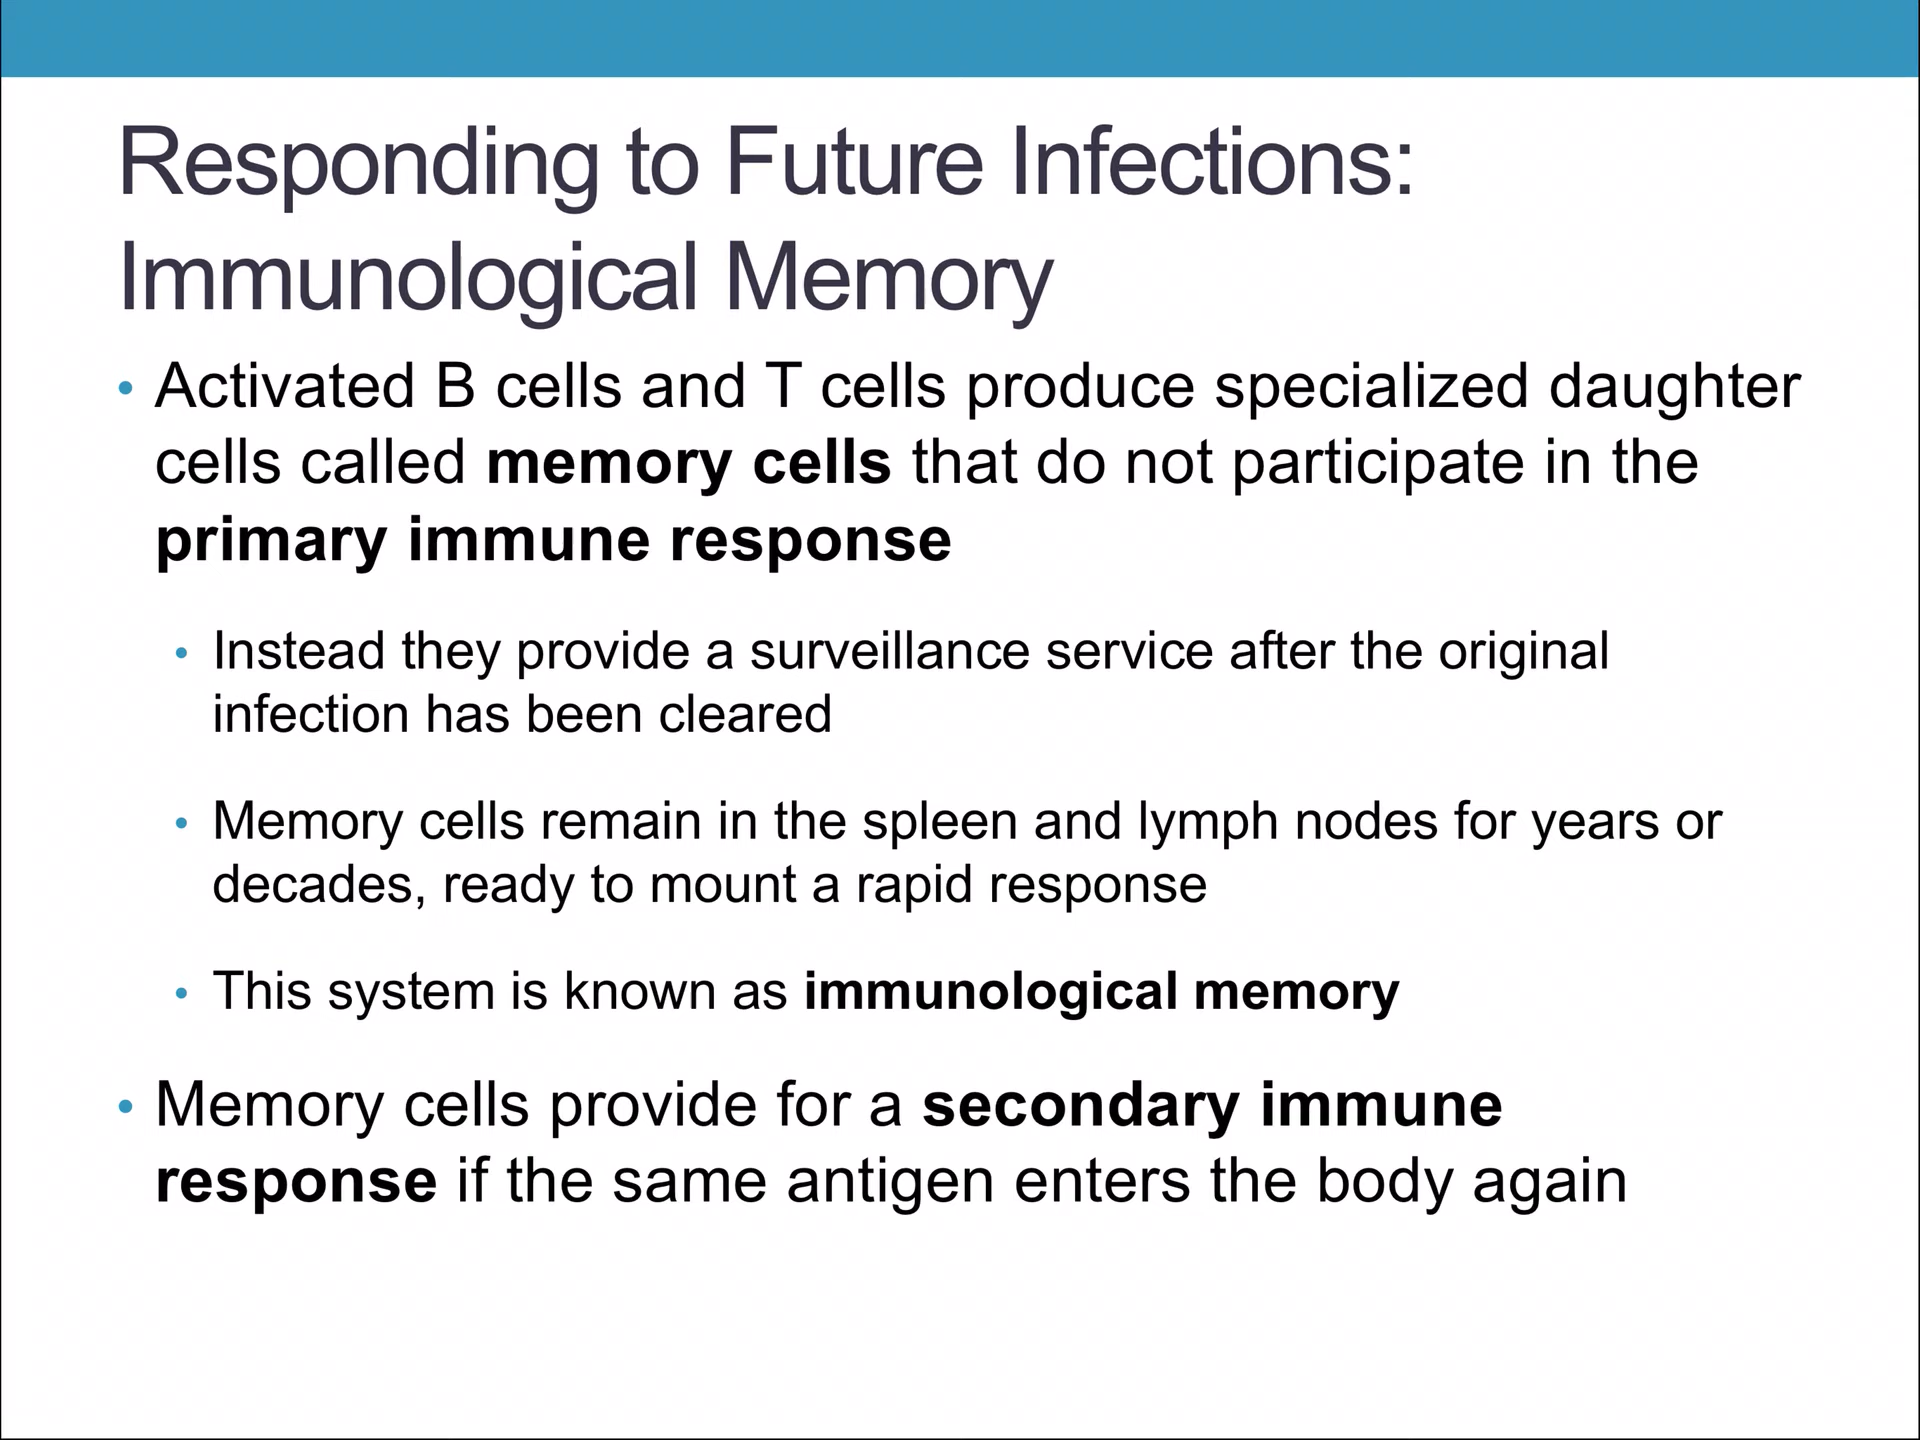 Responding to Future Infections:
Immunological Memory
• Activated B cells and T cells produce specialized daughter
cells called memory cells that do not participate in the
primary immune response
• Instead they provide a surveillance service after the original
infection has been cleared
• Memory cells remain in the spleen and lymph nodes for years or
decades, ready to mount a rapid response
• This system is known as immunological memory
• Memory cells provide for a secondary immune
response if the same antigen enters the body again